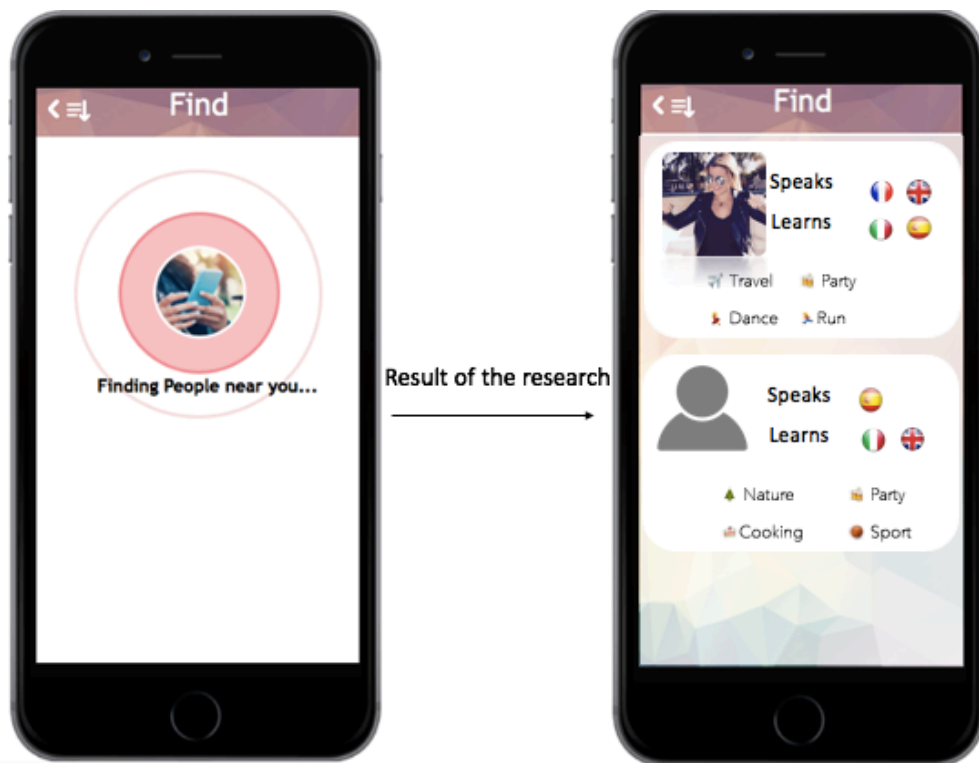 Find
Finding People near you...
Result of the research
Find
Speaks
Learns
Travel Party
Dance Run
Speaks
Learns
Nature Party
Cooking Sport